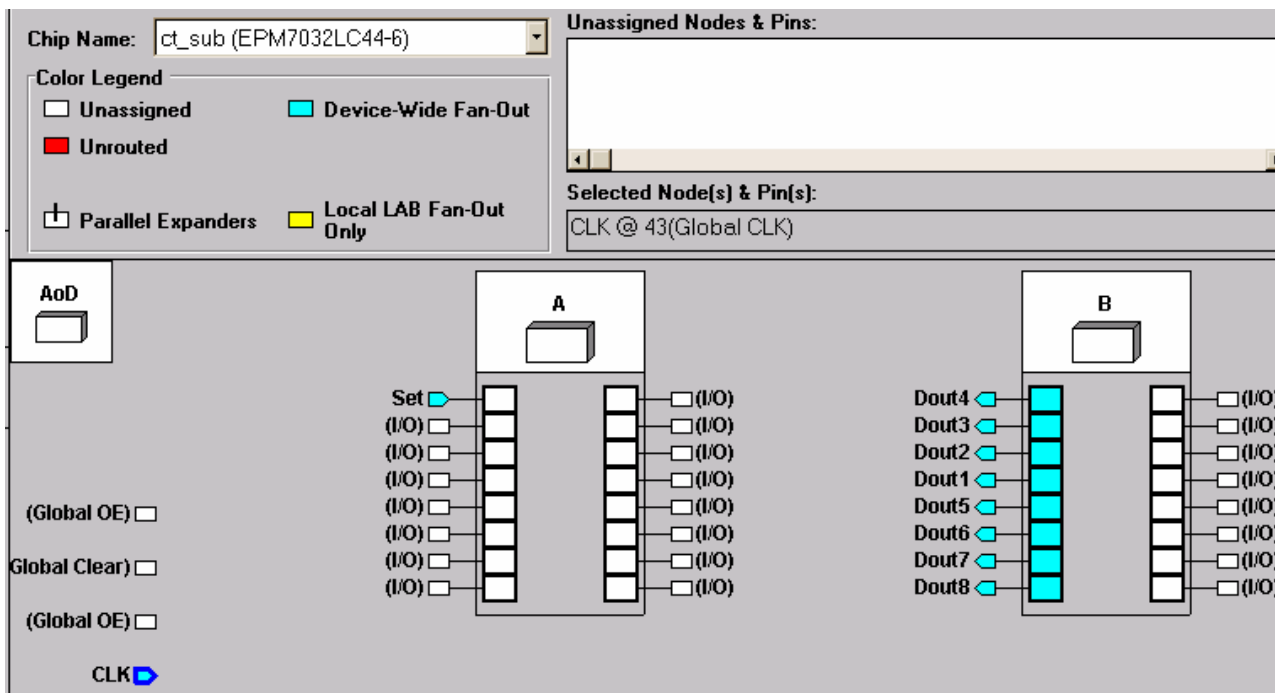 Chip Name: ct_sub (EPM7032LC44-6)
Unassigned Nodes & Pins:
Color Legend
Unassigned
Device-Wide Fan-Out
Unrouted
Parallel Expanders
Local LAB Fan-Out
Only
Selected Node(s) & Pin(s):
CLK @ 43(Global CLK)
AoD
A
B
Set (I/O) Dout4 (I/O)
(I/O) (I/O) Dout3 (I/O)
(I/O) (I/O) Dout2 (I/O)
(I/O) (I/O) Dout1 (I/O)
(Global OE) (I/O) (I/O) Dout5 (I/O)
(I/O) (I/O) Dout6 (I/O)
Global Clear) (I/O) (I/O) Dout7 (I/O)
(I/O) (I/O) Dout8 (I/O)
(Global OE)
CLK